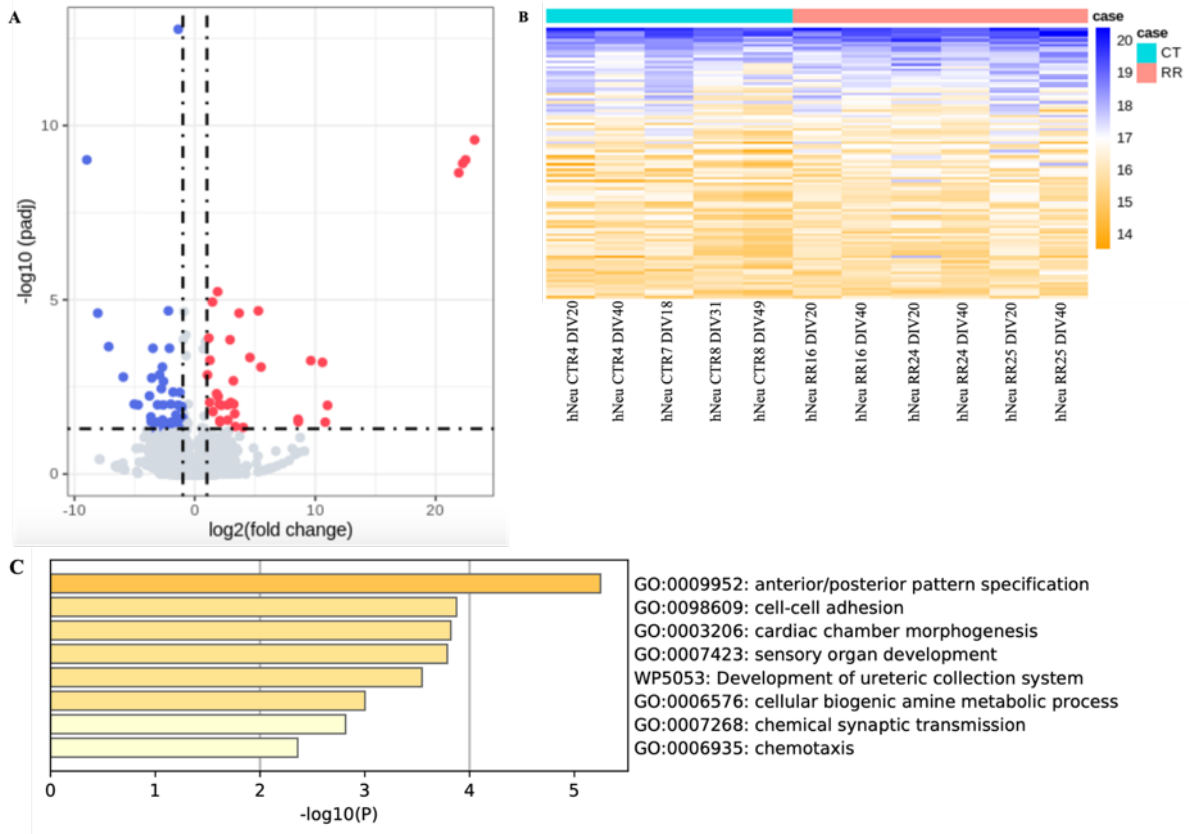 A
-log10 (padj)
10
5
0
-10
0
10
20
log2(fold change)
B
case
20
19
18
17
16
15
14
case
CT
RR
hNeu CTR4 DIV20
hNeu CTR4 DIV40
hNeu CTR7 DIV18
hNeu CTR8 DIV31
hNeu CTR8 DIV49
hNeu RR16 DIV20
hNeu RR16 DIV40
hNeu RR24 DIV20
hNeu RR24 DIV40
hNeu RR25 DIV20
hNeu RR25 DIV40
C
GO:0009952: anterior/posterior pattern specification
GO:0098609: cell-cell adhesion
GO:0003206: cardiac chamber morphogenesis
GO:0007423: sensory organ development
WP5053: Development of ureteric collection system
GO:0006576: cellular biogenic amine metabolic process
GO:0007268: chemical synaptic transmission
GO:0006935: chemotaxis
0
1
2
3
4
5
-log10(P)